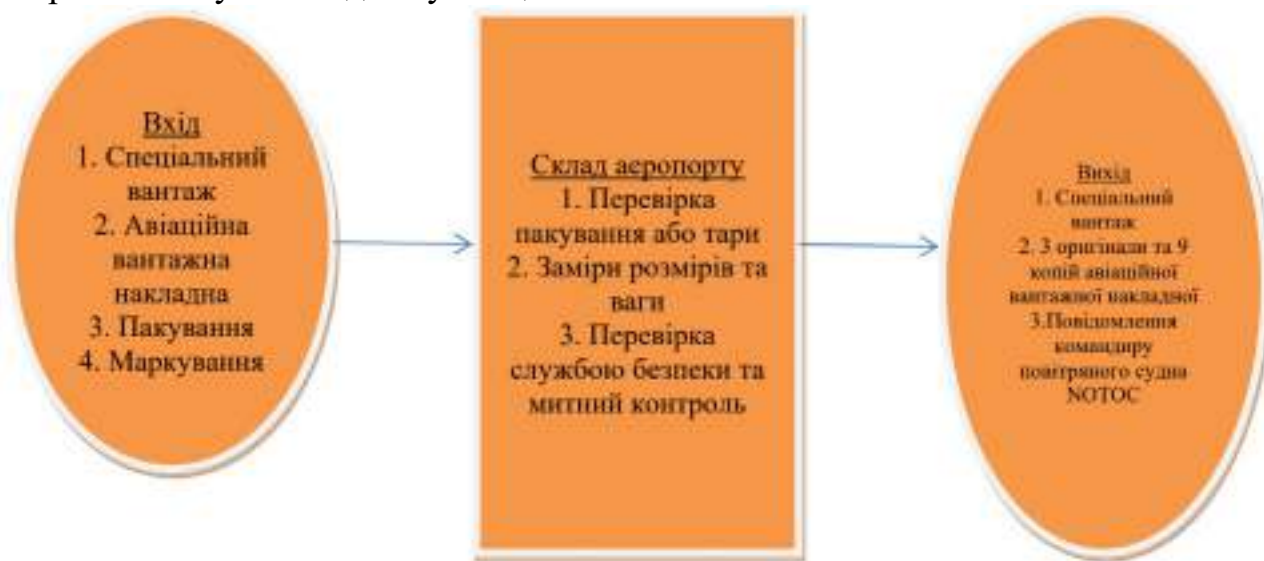 Вхід
1. Спеціальний
вантаж
2. Авіаційна
вантажна
накладна
3. Пакування
4. Маркування
Склад аеропорту
1. Перевірка
пакування або тари
2. Заміри розмірів та
ваги
3. Перевірка
службою безпеки та
митний контроль
Вихід
1. Спеціальний
вантаж
2. 3 оригінали та 9
копій авіаційної
вантажної накладної
3.Повідомлення
командиру
повітряного судна
NOTOC